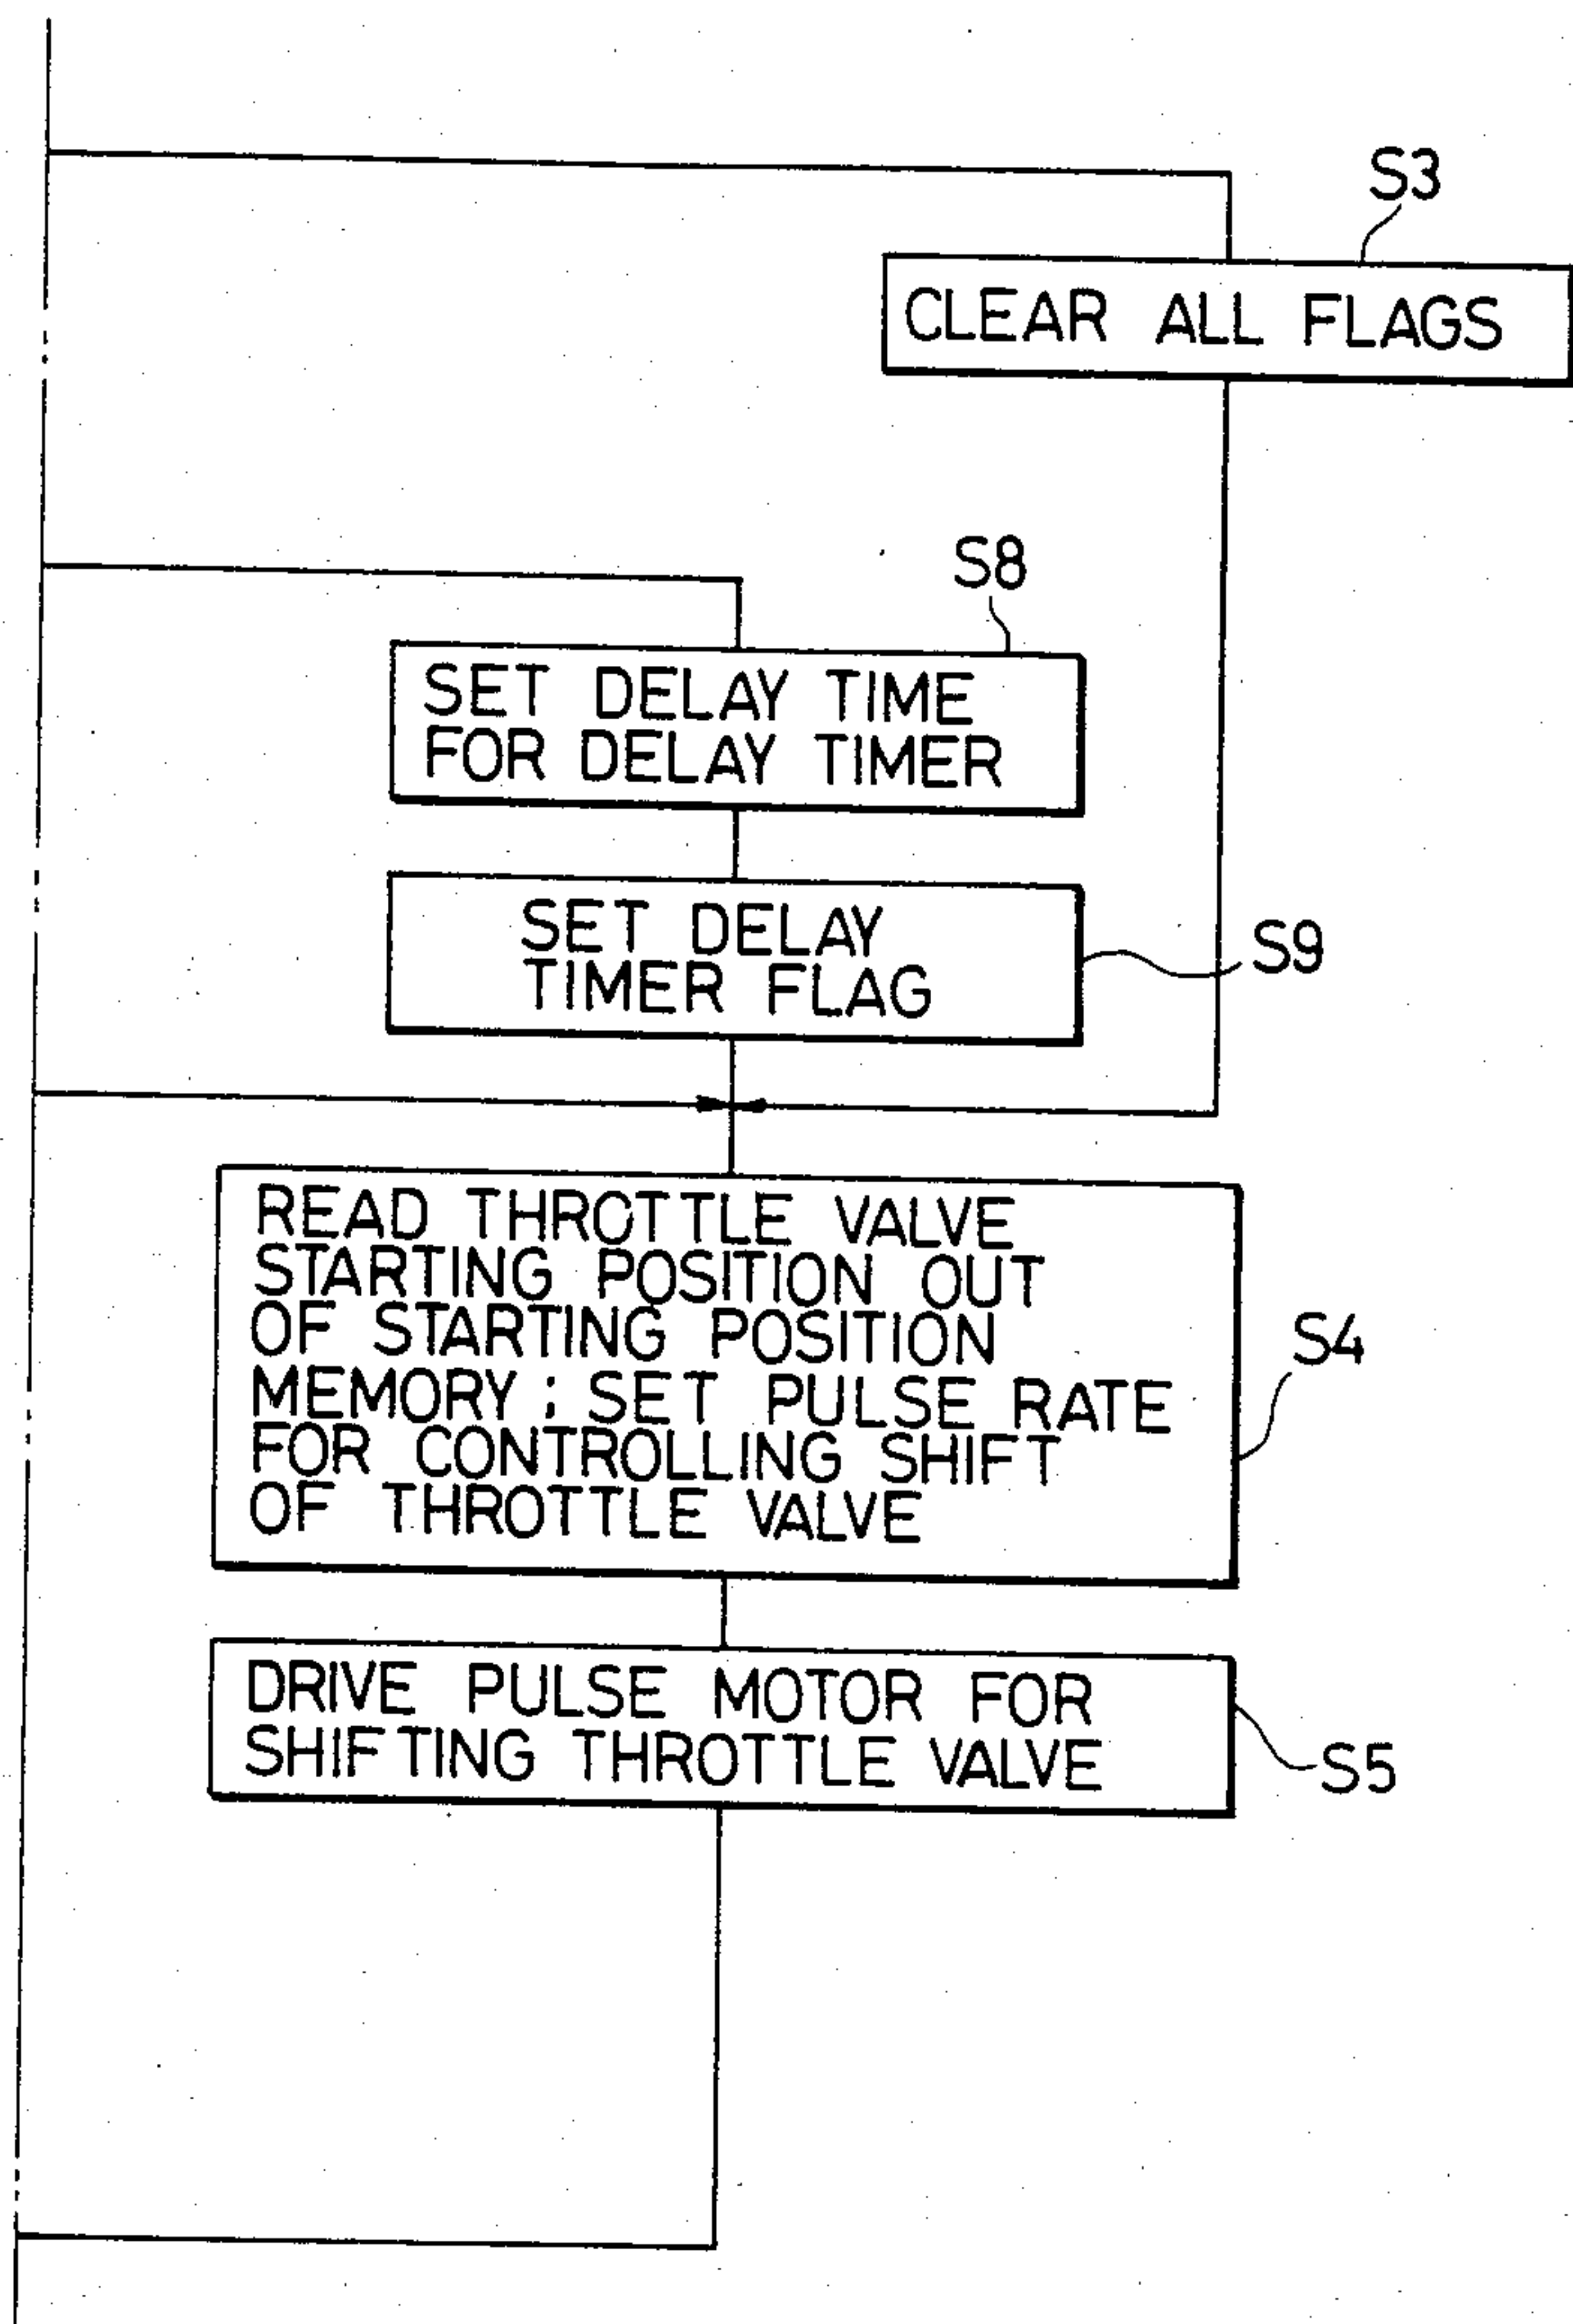 S3
CLEAR ALL FLAGS
S8
SET DELAY TIME
FOR DELAY TIMER
SET DELAY
TIMER FLAG
S9
READ THROTTLE VALVE
STARTING POSITION OUT
OF STARTING POSITION
MEMORY ; SET PULSE RATE
FOR CONTROLLING SHIFT
OF THROTTLE VALVE
S4
DRIVE PULSE MOTOR FOR
SHIFTING THROTTLE VALVE
S5